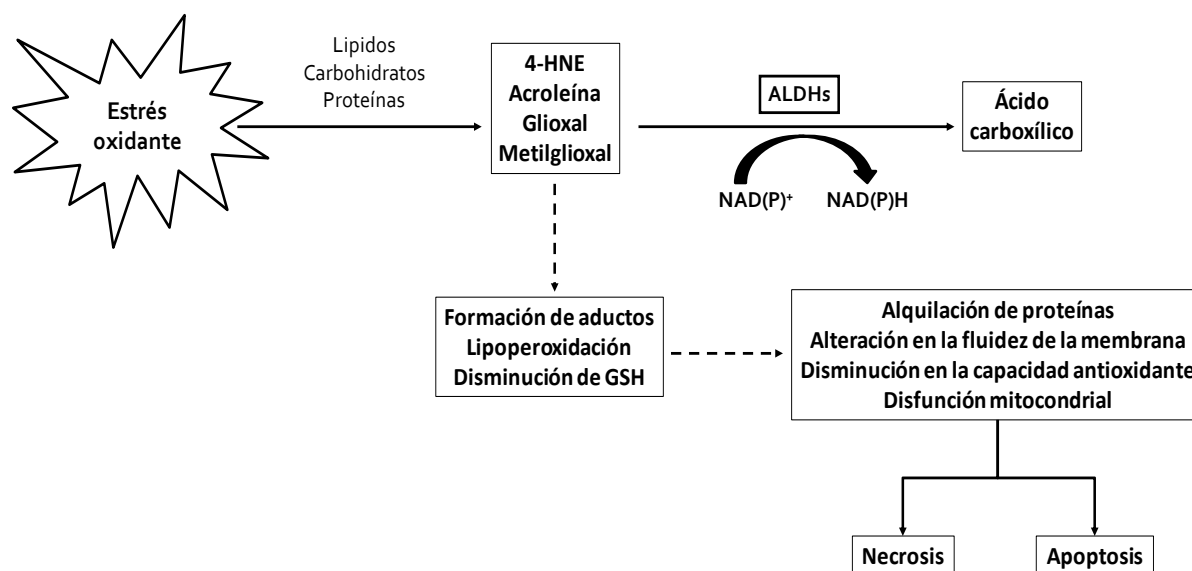 Estrés
oxidante
Lipidos
Carbohidratos
Proteínas
4-HNE
Acroleína
Glioxal
Metilglioxal
ALDHs
NAD(P)⁺ NAD(P)H
Ácido
carboxílico
Formación de aductos
Lipoperoxidación
Disminución de GSH
Alquilación de proteínas
Alteración en la fluidez de la membrana
Disminución en la capacidad antioxidante
Disfunción mitocondrial
Necrosis
Apoptosis